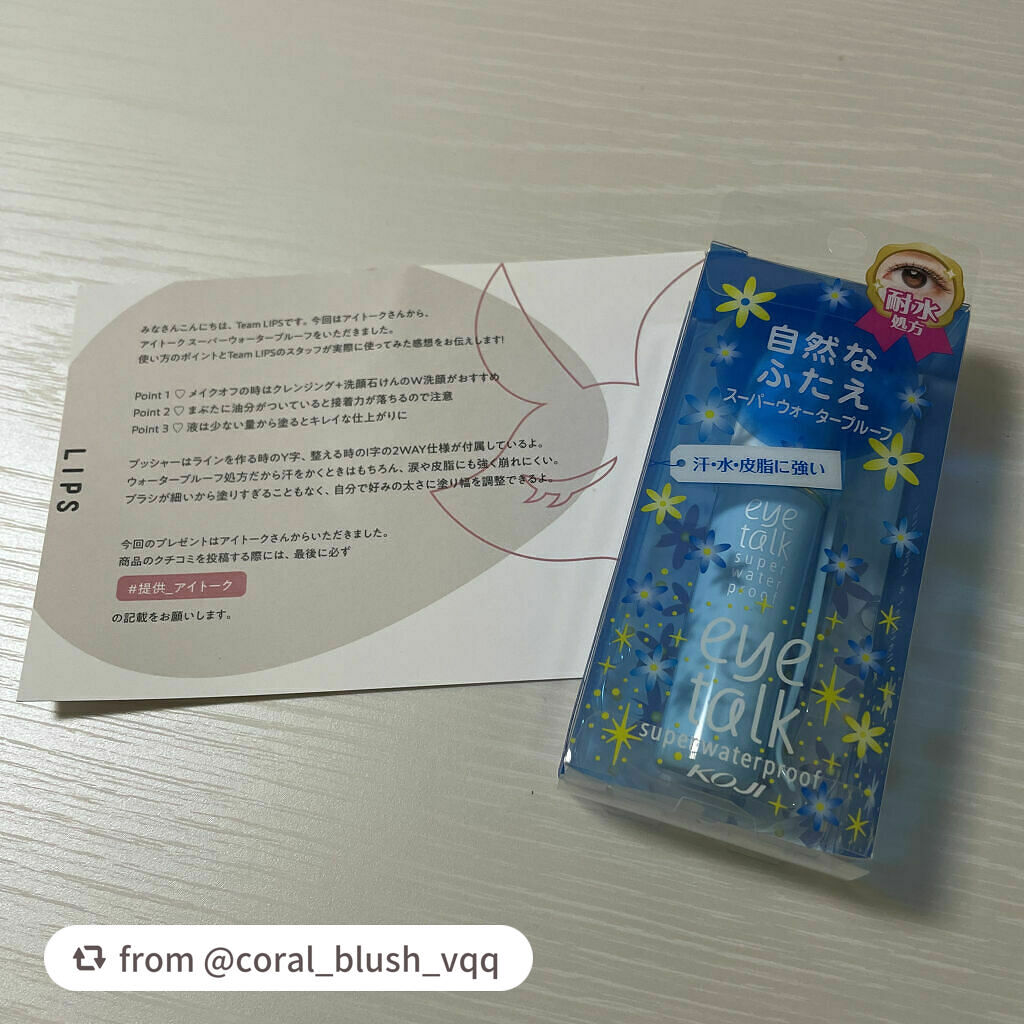 みなさんこんにちは、Team LIPSです。今回はアイトークさんから、
アイトーク スーパーウォータープルーフをいただきました。
使い方のポイントとTeam LIPSのスタッフが実際に使ってみた感想をお伝えします!
Point 1 ♡ メイクオフの時はクレンジング+洗顔石けんのW洗顔がおすすめ
Point 2 ♡ まぶたに油分がついていると接着力が落ちるので注意
Point 3 ♡ 液は少ない量から塗るとキレイな仕上がりに
プッシャーはラインを作る時のY字、整える時のI字の2WAY仕様が付属しているよ。
ウォータープルーフ処方だから汗をかくときはもちろん、涙や皮脂にも強く崩れにくい。
ブラシが細いから塗りすぎることもなく、自分で好みの太さに塗り幅を調整できるよ。
今回のプレゼントはアイトークさんからいただきました。
商品のクチコミを投稿する際には、最後に必ず
#提供_アイトーク
の記載をお願いします。
LIPS
耐水
処方
自然な
ふたえ
スーパーウォータープルーフ
汗・水・皮脂に強い
eye
talk
super
water
proof
eye
talk
superwaterproof
KOJI
from @coral_blush_vqq